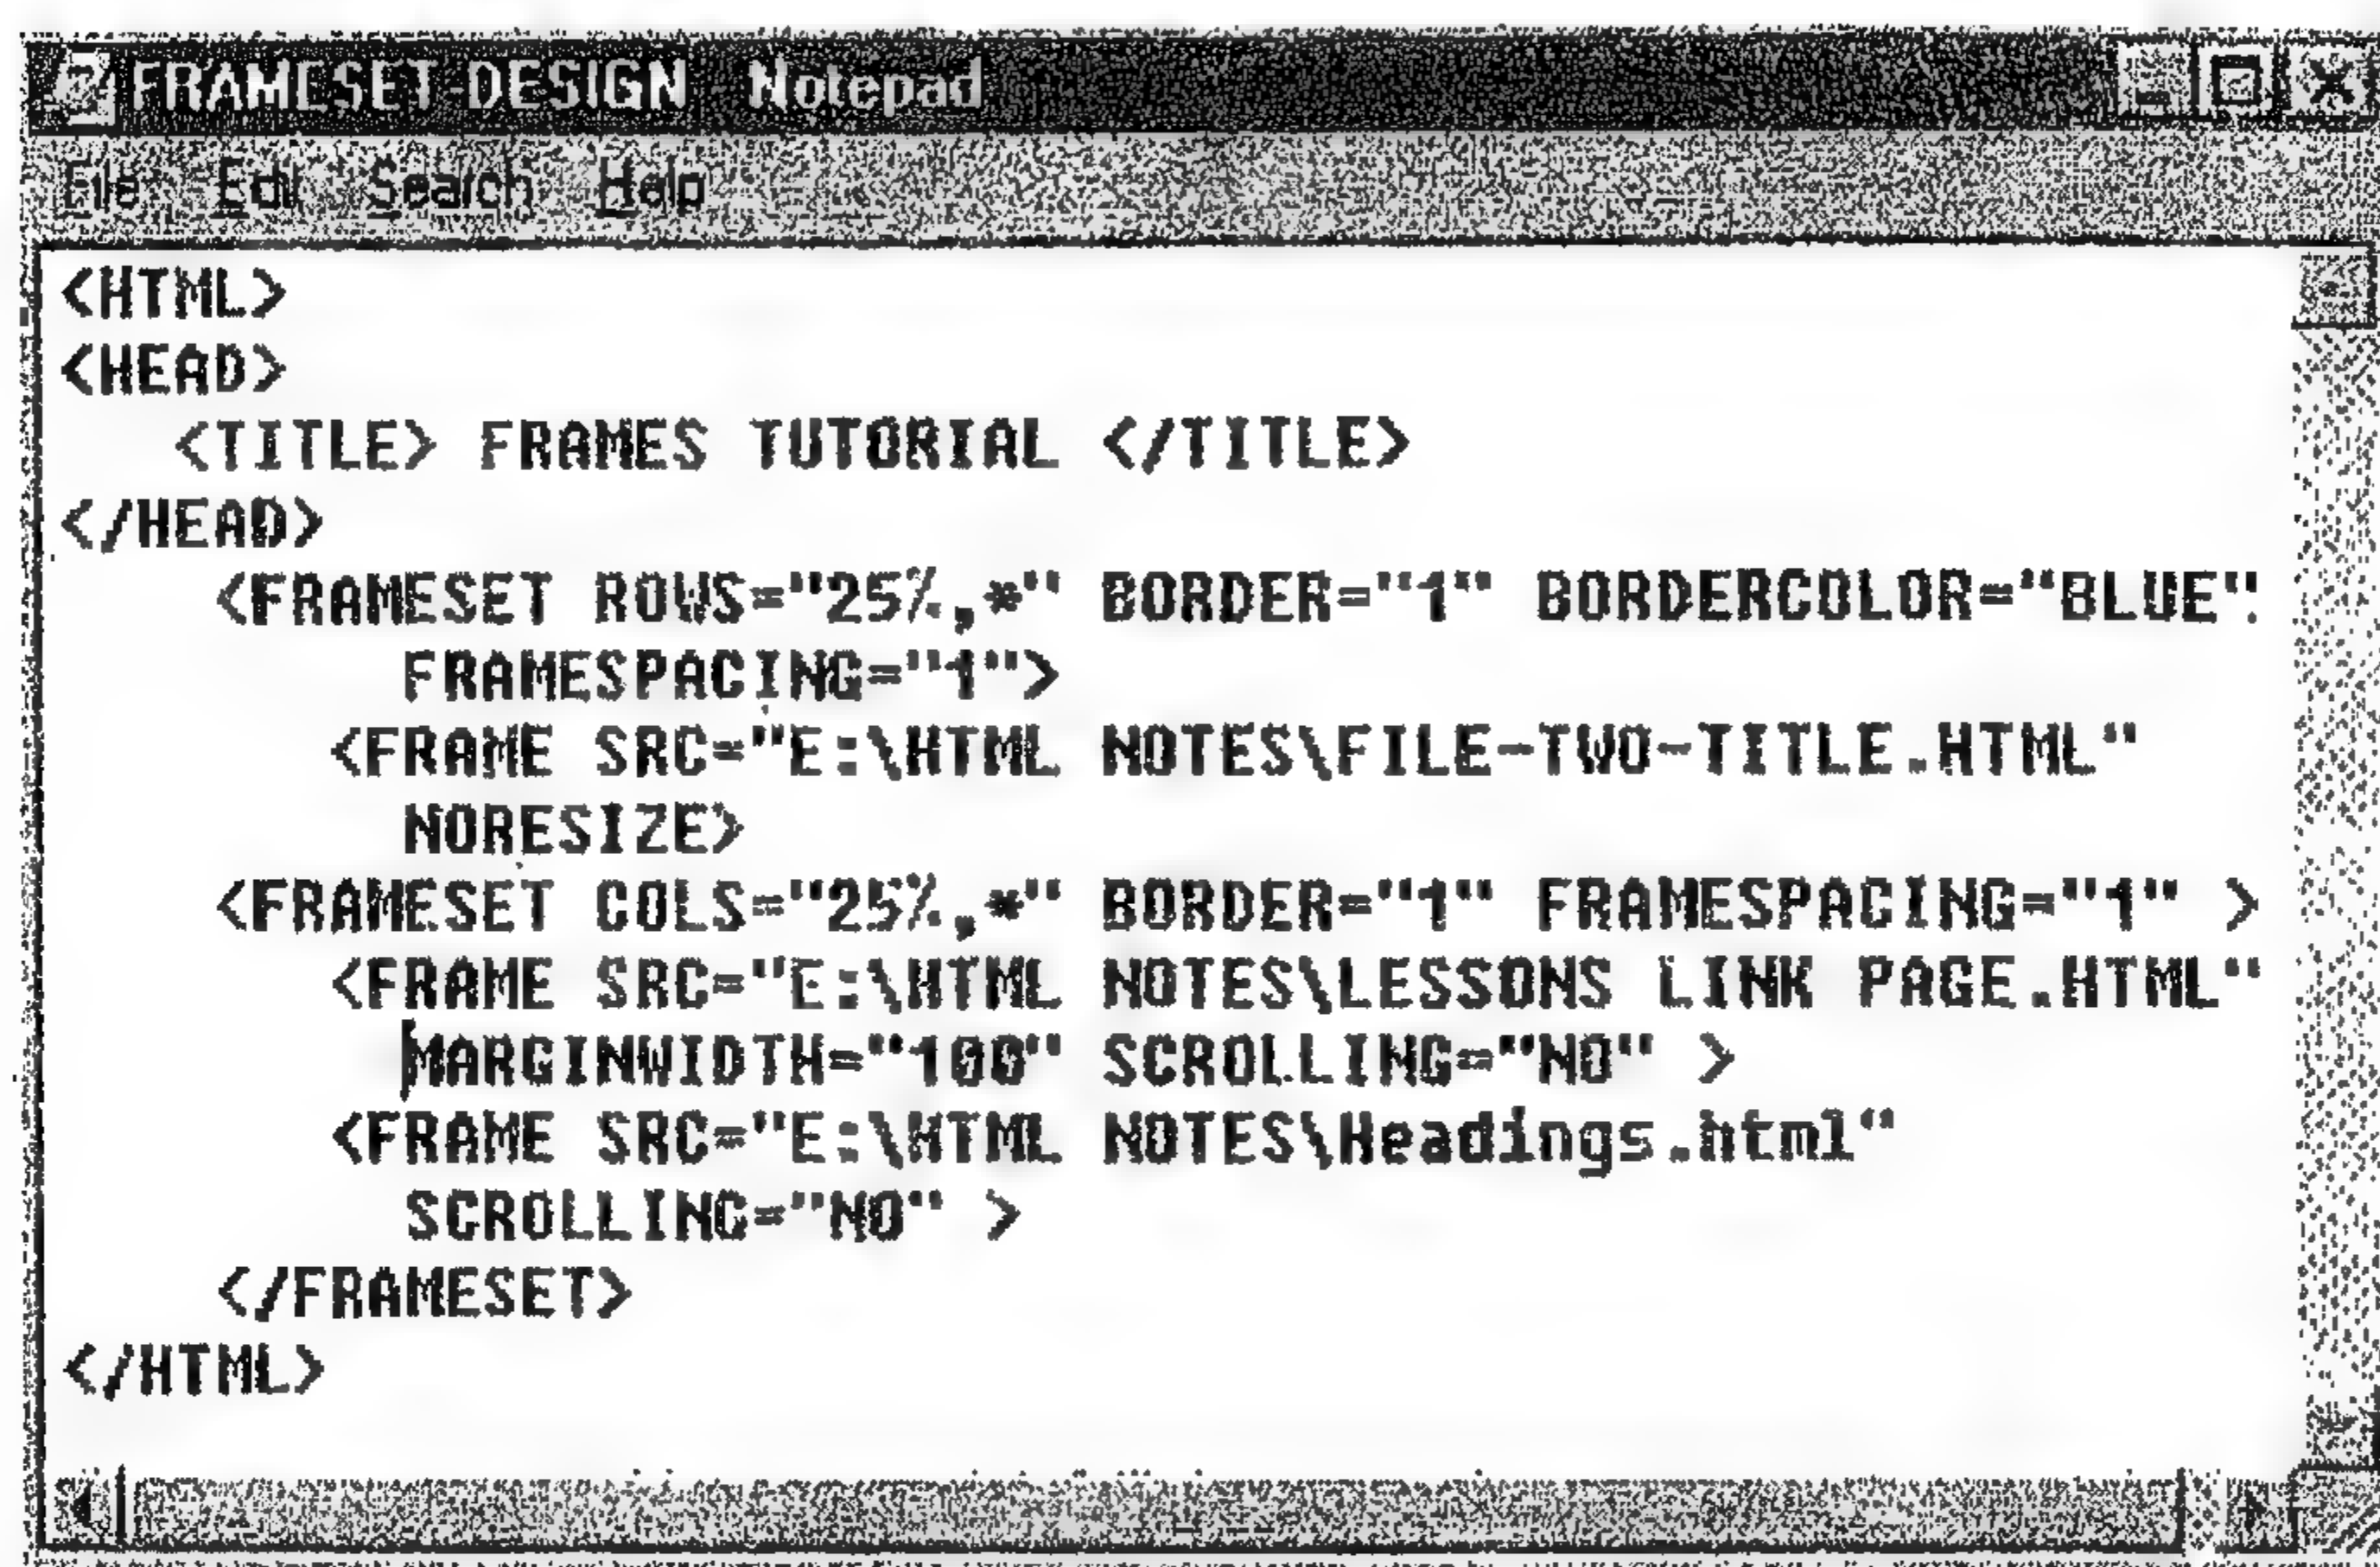 FRAMESET-DESIGN - Notepad
File Edit Search Help
<HTML>
<HEAD>
<TITLE> FRAMES TUTORIAL </TITLE>
</HEAD>
<FRAMESET ROWS="25%,*" BORDER="1" BORDERCOLOR="BLUE"
FRAMESPACING="1">
<FRAME SRC="E:\HTML NOTES\FILE-TWO-TITLE.HTML"
NORESIZE>
<FRAMESET COLS="25%,*" BORDER="1" FRAMESPACING="1" >
<FRAME SRC="E:\HTML NOTES\LESSONS LINK PAGE.HTML"
MARGINWIDTH="100" SCROLLING="NO" >
<FRAME SRC="E:\HTML NOTES\Headings.html"
SCROLLING="NO" >
</FRAMESET>
</HTML>